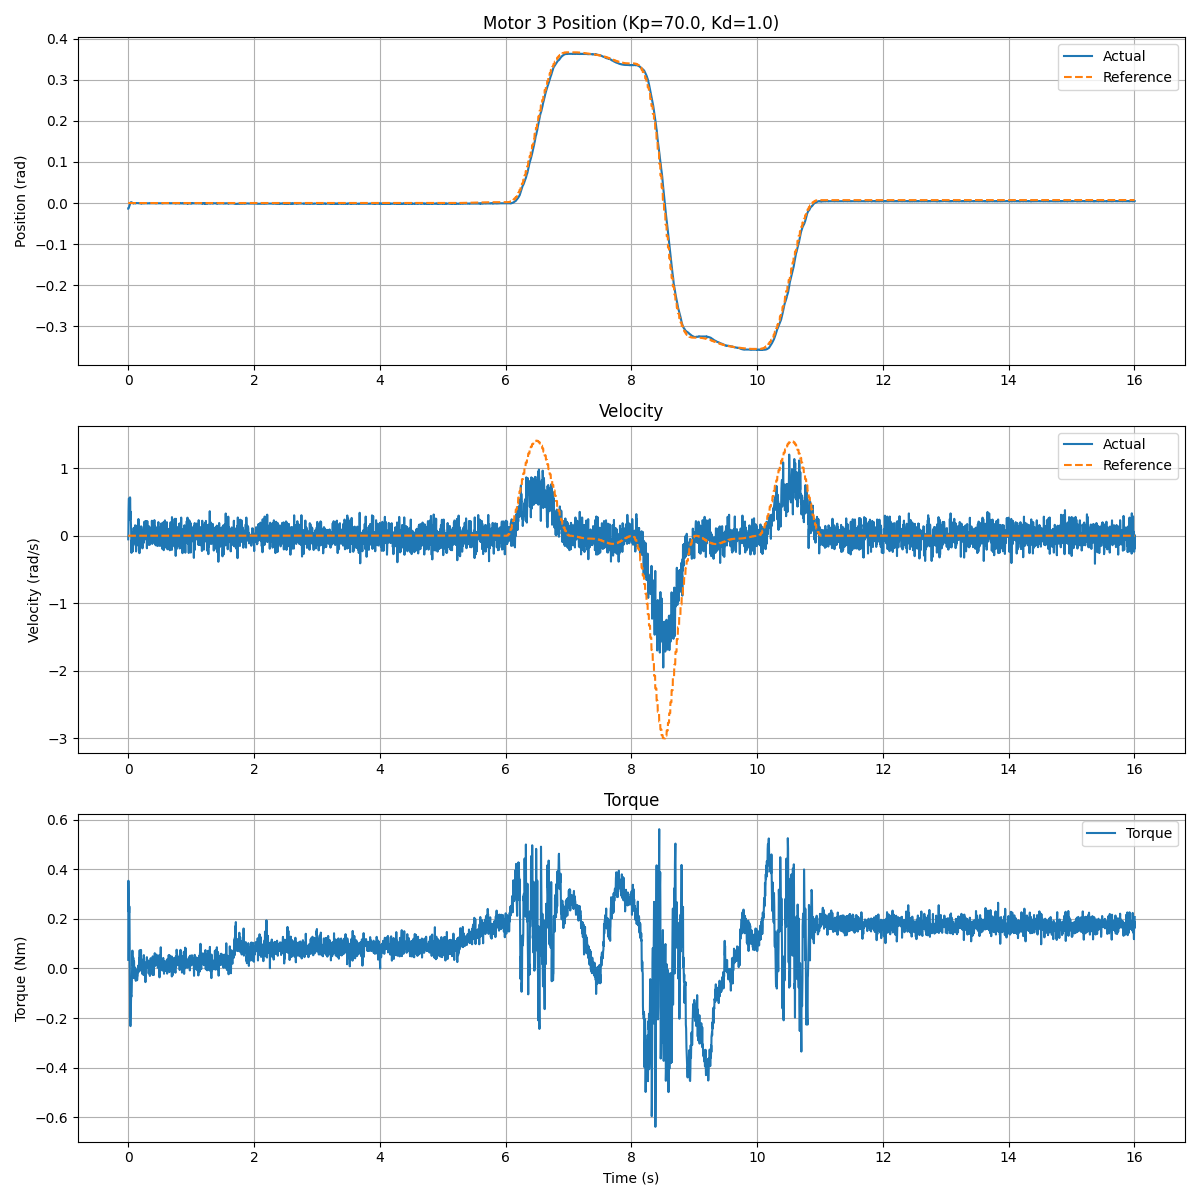 Motor 3 Position (Kp=70.0, Kd=1.0)
0.4
0.3
0.2
0.1
0.0
−0.1
−0.2
−0.3
Position (rad)
Actual
Reference
0 2 4 6 8 10 12 14 16
Velocity
1
0
−1
−2
−3
Velocity (rad/s)
Actual
Reference
0 2 4 6 8 10 12 14 16
Torque
0.6
0.4
0.2
0.0
−0.2
−0.4
−0.6
Torque (Nm)
Torque
0 2 4 6 8 10 12 14 16
Time (s)